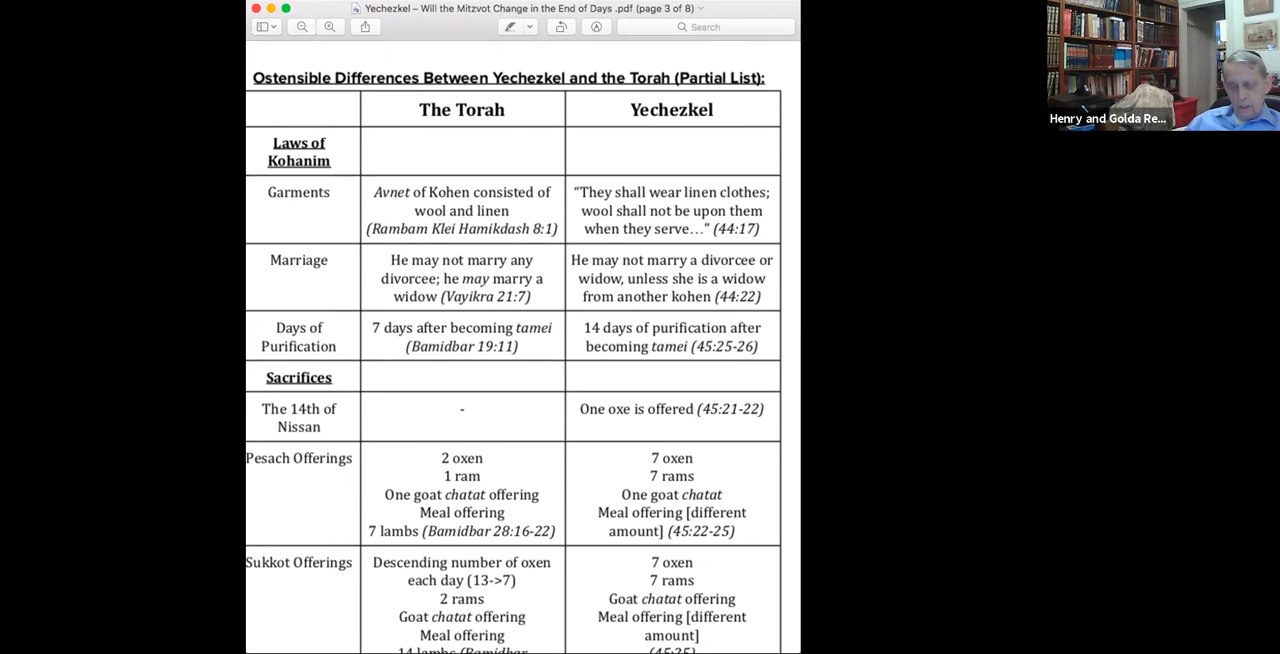 Yechezkel – Will the Mitzvot Change in the End of Days .pdf (page 3 of 8)
Search
Ostensible Differences Between Yechezkel and the Torah (Partial List):
The Torah
Yechezkel
Laws of
Kohanim
Garments
Avnet of Kohen consisted of
wool and linen
(Rambam Klei Hamikdash 8:1)
“They shall wear linen clothes;
wool shall not be upon them
when they serve…” (44:17)
Marriage
He may not marry any
divorcee; he may marry a
widow (Vayikra 21:7)
He may not marry a divorcee or
widow, unless she is a widow
from another kohen (44:22)
Days of
Purification
7 days after becoming tamei
(Bamidbar 19:11)
14 days of purification after
becoming tamei (45:25-26)
Sacrifices
The 14th of
Nissan
-
One oxe is offered (45:21-22)
Pesach Offerings
2 oxen
1 ram
One goat chatat offering
Meal offering
7 lambs (Bamidbar 28:16-22)
7 oxen
7 rams
One goat chatat
Meal offering [different
amount] (45:22-25)
Sukkot Offerings
Descending number of oxen
each day (13->7)
2 rams
Goat chatat offering
Meal offering
14 lambs (Bamidbar
7 oxen
7 rams
Goat chatat offering
Meal offering [different
amount]
(45:25)
Henry and Golda Re...